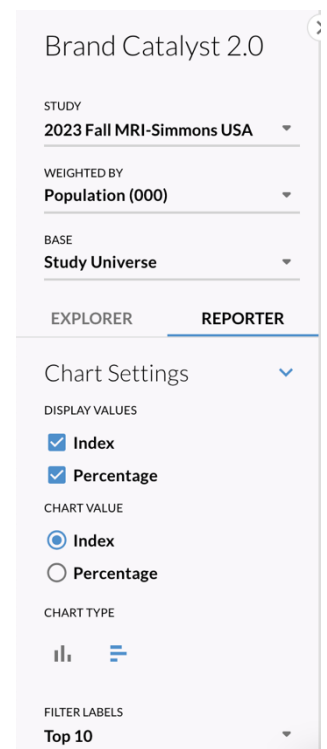 Brand Catalyst 2.0
STUDY
2023 Fall MRI-Simmons USA
WEIGHTED BY
Population (000)
BASE
Study Universe
EXPLORER REPORTER
Chart Settings
DISPLAY VALUES
Index
Percentage
CHART VALUE
Index
Percentage
CHART TYPE
FILTER LABELS
Top 10